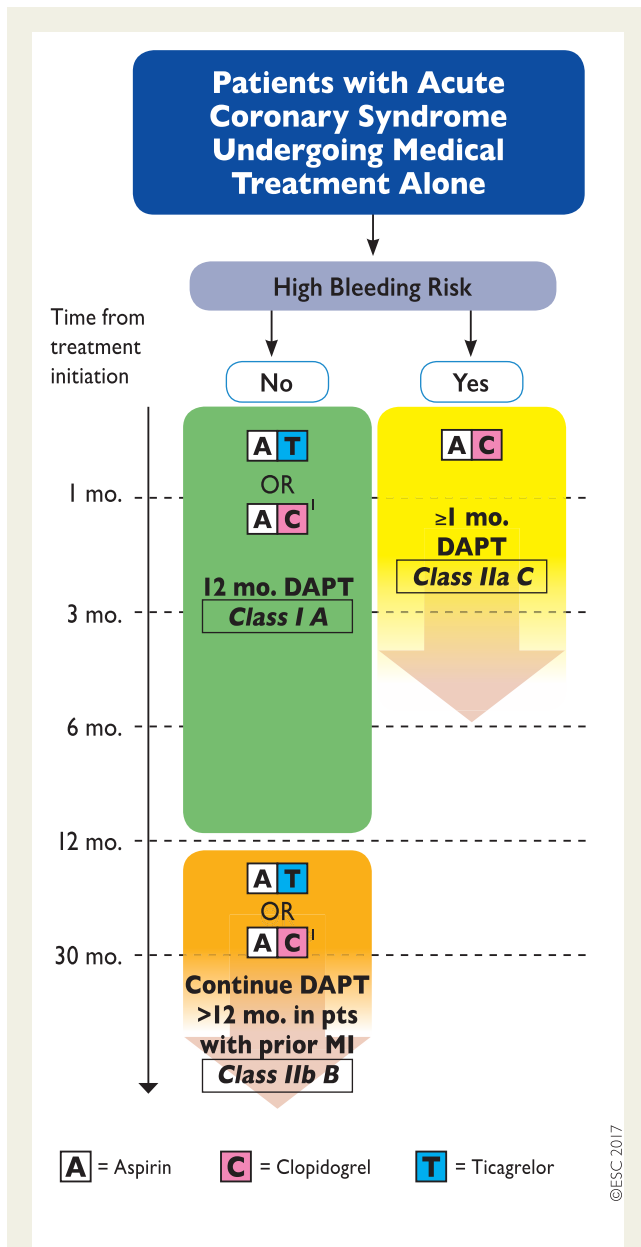 Patients with Acute
Coronary Syndrome
Undergoing Medical
Treatment Alone
High Bleeding Risk
Time from
treatment
initiation
No
Yes
A T
OR
A C I
12 mo. DAPT
Class I A
A C
≥1 mo.
DAPT
Class IIa C
1 mo.
3 mo.
6 mo.
12 mo.
30 mo.
A T
OR
A C I
Continue DAPT
>12 mo. in pts
with prior MI
Class IIb B
A = Aspirin
C = Clopidogrel
T = Ticagrelor
©ESC 2017